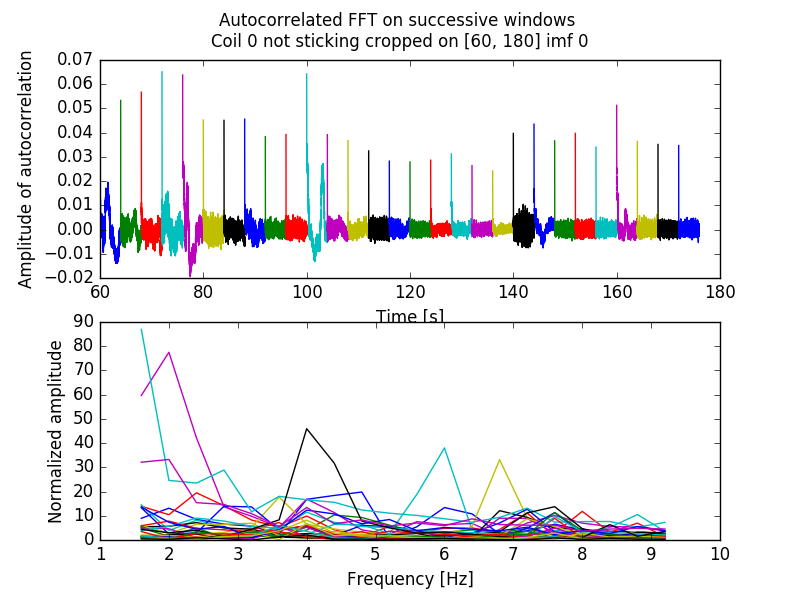 Autocorrelated FFT on successive windows
Coil 0 not sticking cropped on [60, 180] imf 0
Amplitude of autocorrelation
0.07
0.06
0.05
0.04
0.03
0.02
0.01
0.00
−0.01
−0.02
60 80 100 120 140 160 180
Time [s]
Normalized amplitude
90
80
70
60
50
40
30
20
10
0
1 2 3 4 5 6 7 8 9 10
Frequency [Hz]